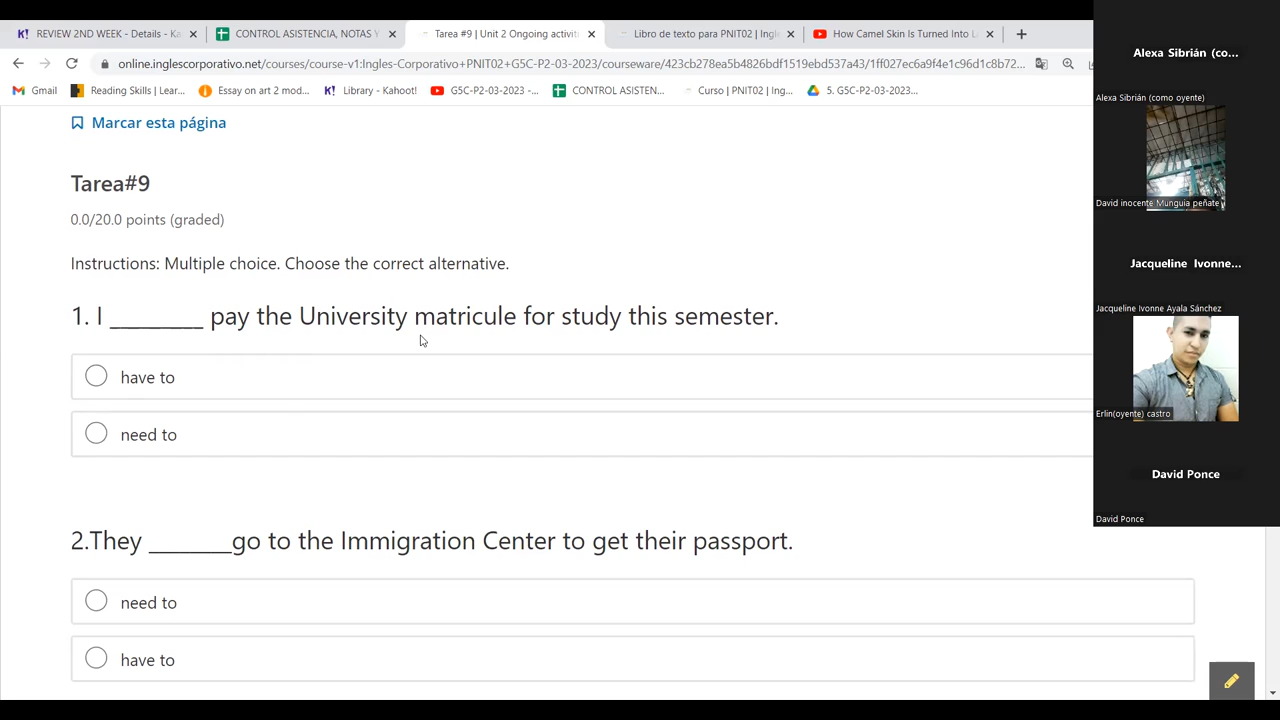 REVIEW 2ND WEEK - Details - Ka
CONTROL ASISTENCIA, NOTAS Y
Tarea #9 | Unit 2 Ongoing activit
Libro de texto para PNIT02 | Ingl
How Camel Skin Is Turned Into L
online.inglescorporativo.net/courses/course-v1:Ingles-Corporativo+PNIT02+G5C-P2-03-2023/courseware/423cb278ea5b4826bdf1519ebd537a43/1ff027ec6a9f4e1c96d1c8b72...
Gmail
Reading Skills | Lear...
Essay on art 2 mod...
Library - Kahoot!
G5C-P2-03-2023 -...
CONTROL ASISTEN...
Curso | PNIT02 | Ing...
5. G5C-P2-03-2023...
Marcar esta página
Tarea#9
0.0/20.0 points (graded)
Instructions: Multiple choice. Choose the correct alternative.
1. I ________ pay the University matricule for study this semester.
have to
need to
2.They _______go to the Immigration Center to get their passport.
need to
have to
Alexa Sibrián (co...
Alexa Sibrián (como oyente)
David inocente Munguia peñate
Jacqueline Ivonne...
Jacqueline Ivonne Ayala Sánchez
Erlin(oyente) castro
David Ponce
David Ponce